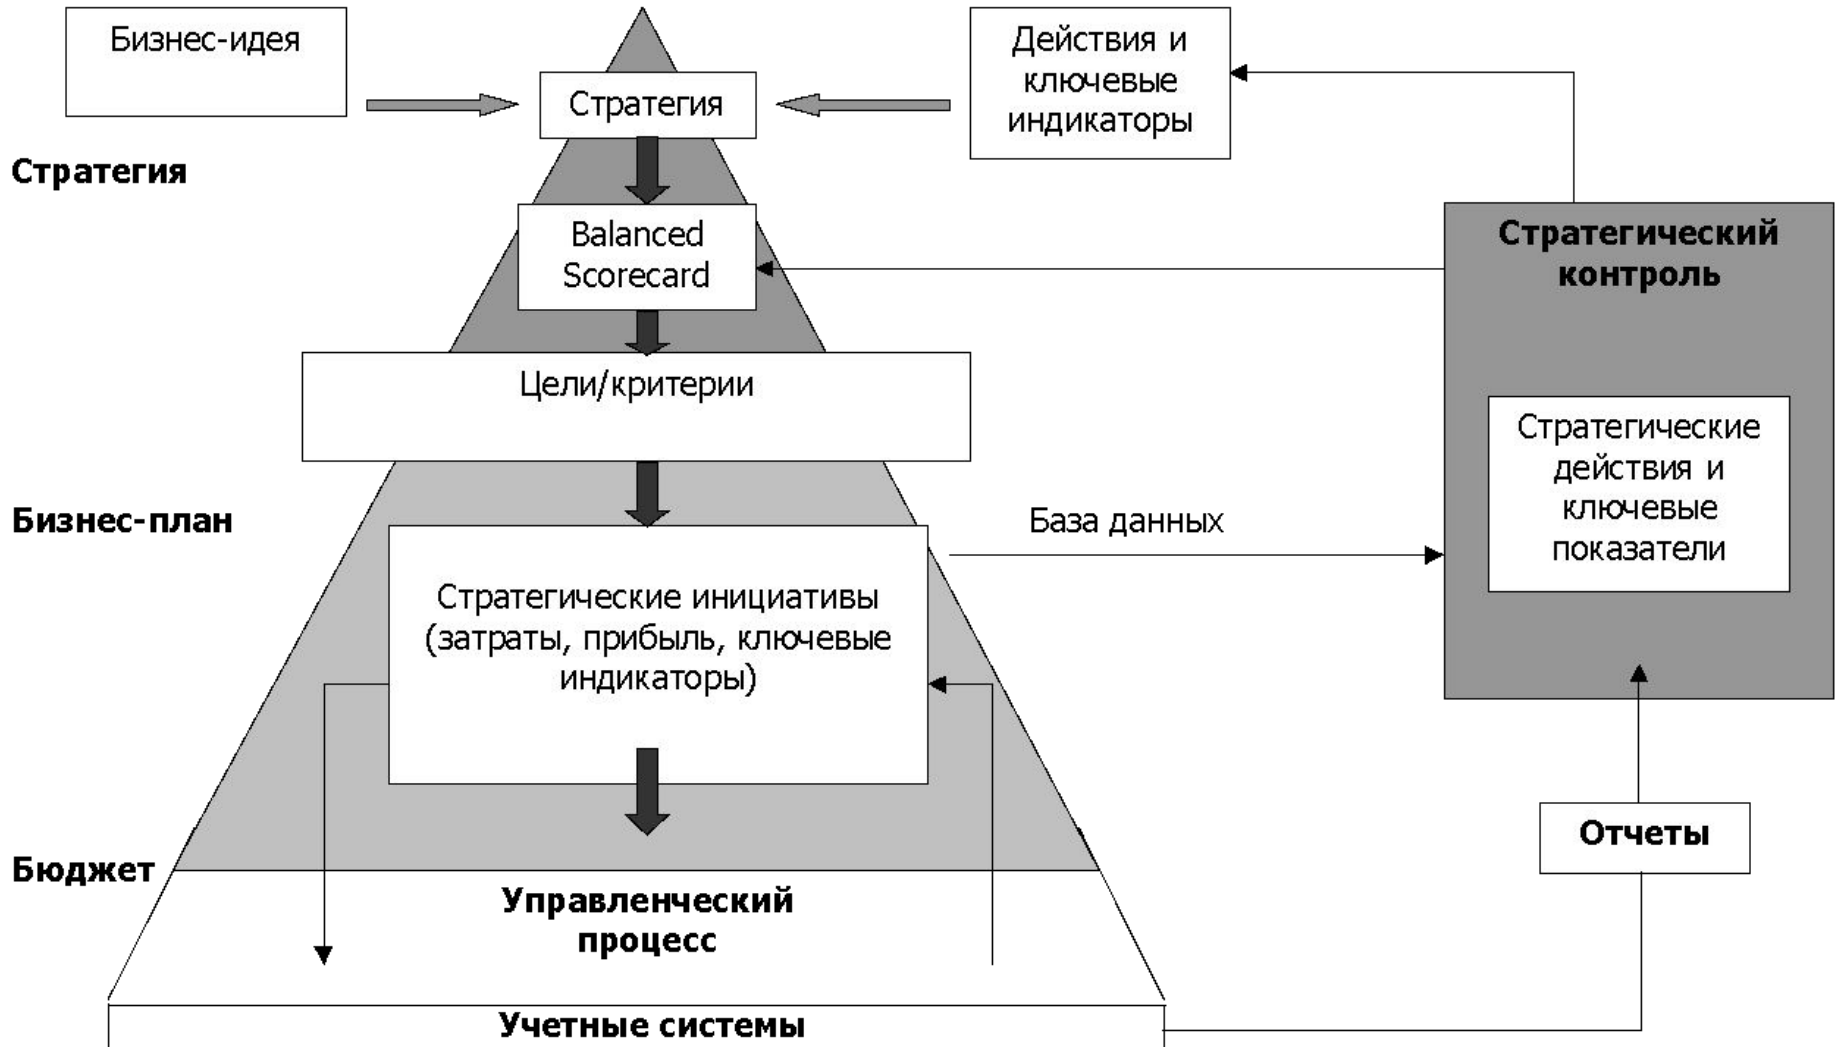 Бизнес-идея
Стратегия
Действия и
ключевые
индикаторы
Стратегия
Balanced
Scorecard
Стратегический
контроль
Цели/критерии
Стратегические
действия и
ключевые
показатели
Бизнес-план
База данных
Стратегические инициативы
(затраты, прибыль, ключевые
индикаторы)
Отчеты
Бюджет
Управленческий
процесс
Учетные системы